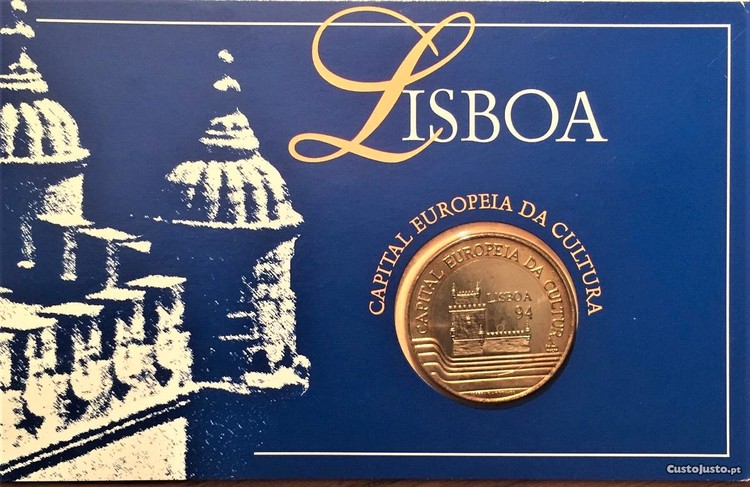 LISBOA
CAPITAL EUROPEIA DA CULTURA
CAPITAL EUROPEIA DA CULTURA
LISBOA
94
CustoJusto.pt